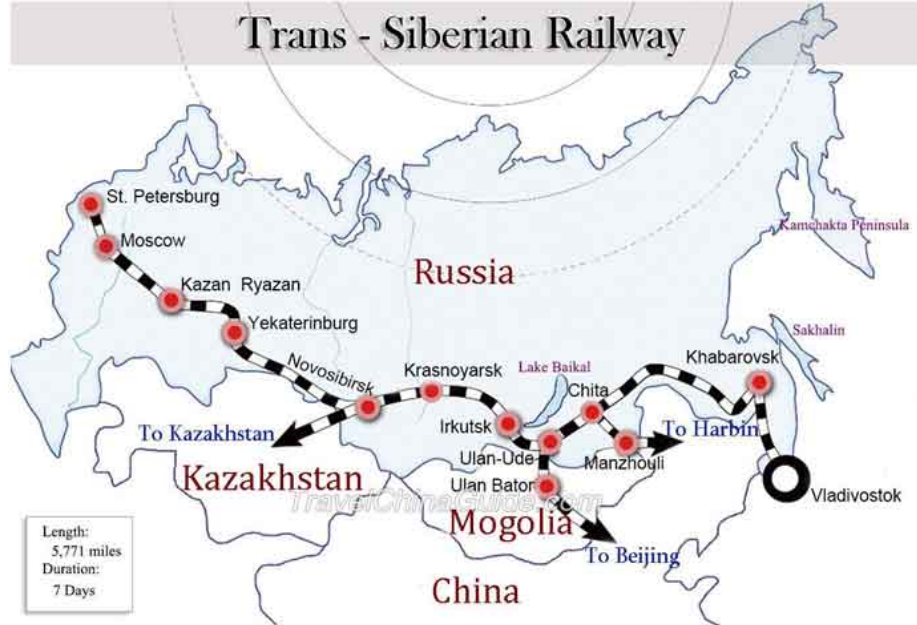 Trans - Siberian Railway
St. Petersburg
Moscow
Kamchakta Peninsula
Russia
Kazan Ryazan
Yekaterinburg
Sakhalin
Novosibirsk
Krasnoyarsk
Lake Baikal
Khabarovsk
Chita
Irkutsk
To Kazakhstan
To Harbin
Ulan-Ude
Manzhouli
Kazakhstan
Ulan Bator
Vladivostok
TravelChinaGuide.com
Mogolia
To Beijing
China
Length:
5,771 miles
Duration:
7 Days